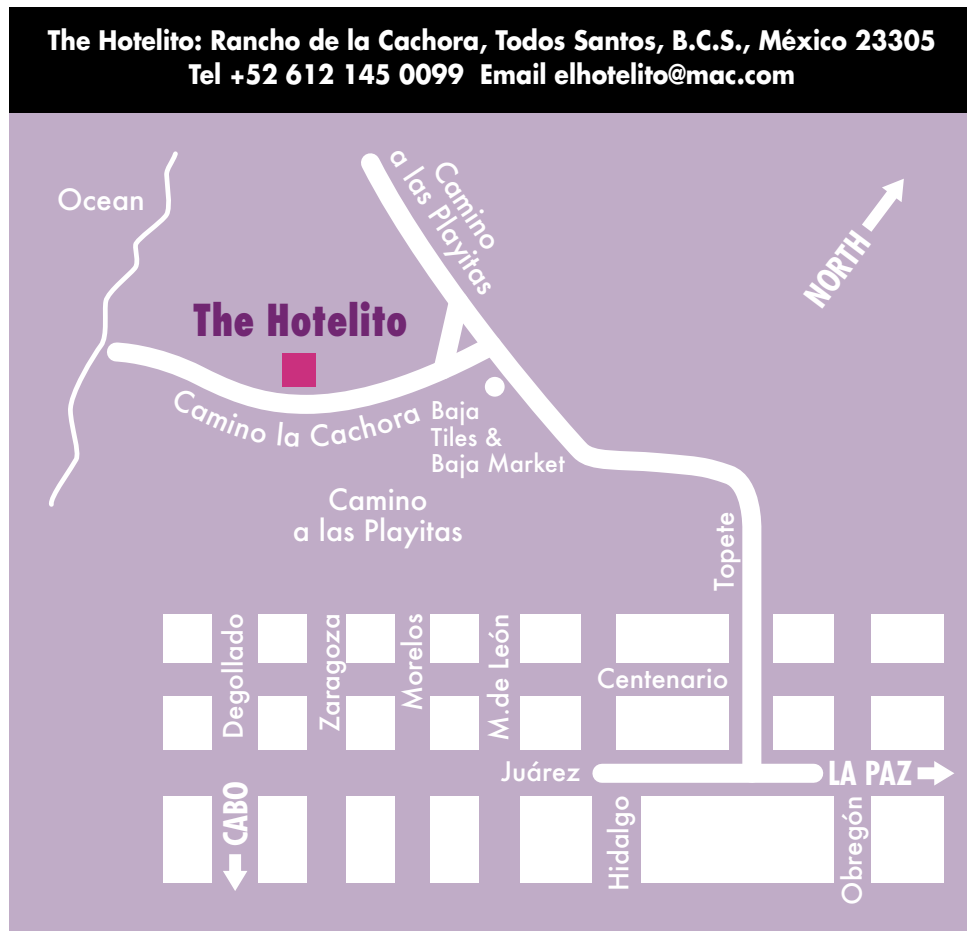 The Hotelito: Rancho de la Cachora, Todos Santos, B.C.S., México 23305
Tel +52 612 145 0099 Email elhotelito@mac.com
Ocean
Camino
a las Playitas
NORTH
The Hotelito
Camino la Cachora
Baja
Tiles &
Baja Market
Camino
a las Playitas
Topete
Degollado
Zaragoza
Morelos
M.de León
Centenario
Juárez
LA PAZ
CABO
Hidalgo
Obregón